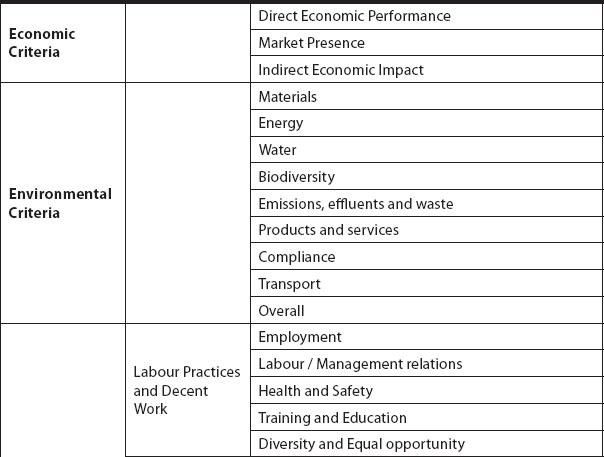 Economic
Criteria
Direct Economic Performance
Market Presence
Indirect Economic Impact
Environmental
Criteria
Materials
Energy
Water
Biodiversity
Emissions, effluents and waste
Products and services
Compliance
Transport
Overall
Labour Practices
and Decent
Work
Employment
Labour / Management relations
Health and Safety
Training and Education
Diversity and Equal opportunity